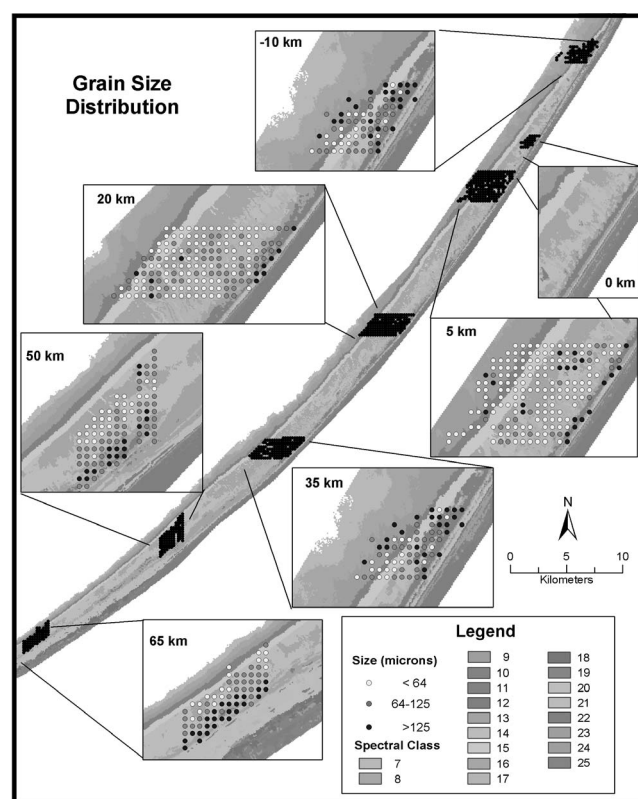 Grain Size
Distribution
-10 km
20 km
0 km
50 km
5 km
35 km
N
0 5 10
Kilometers
65 km
Legend
Size (microns)
< 64
64-125
>125
Spectral Class
7
8
9
10
11
12
13
14
15
16
17
18
19
20
21
22
23
24
25